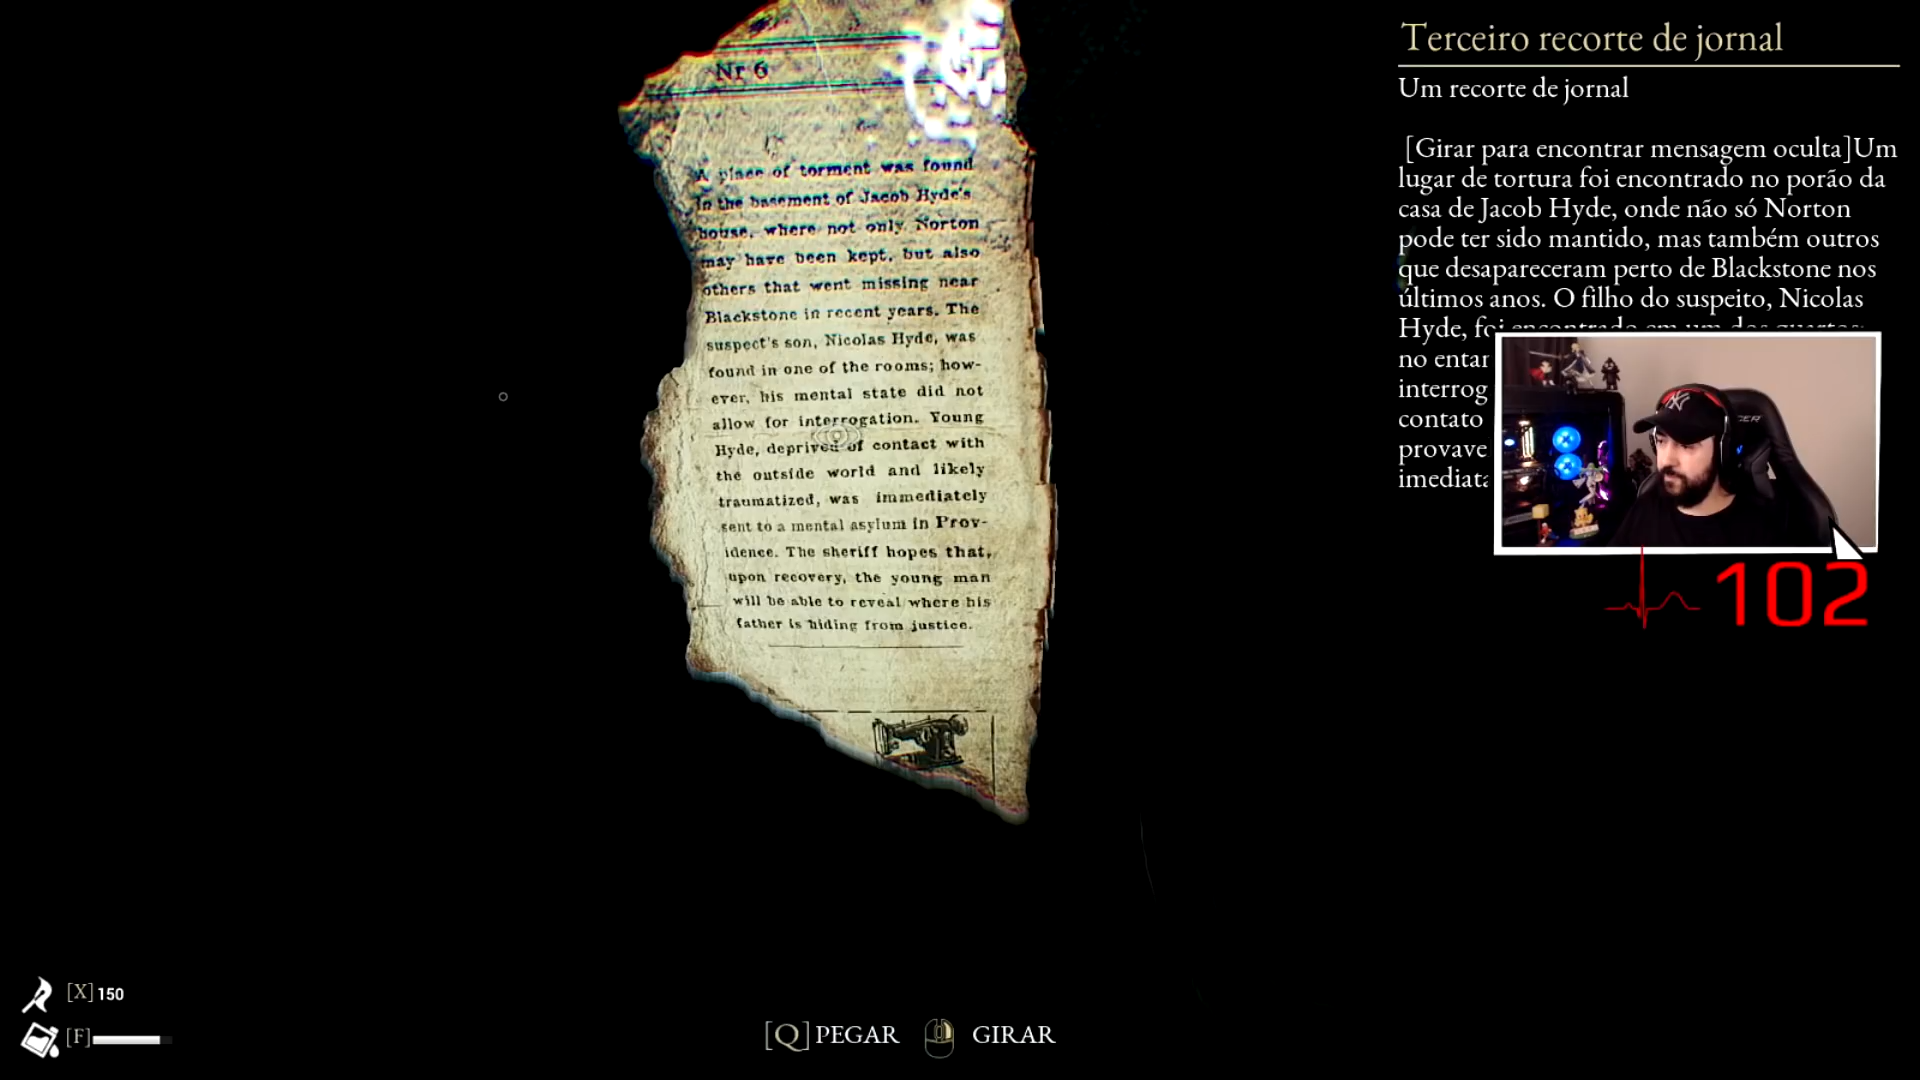 Nr 6
A place of torment was found
in the basement of Jacob Hyde's
house, where not only Norton
may have been kept, but also
others that went missing near
Blackstone in recent years. The
suspect's son, Nicolas Hyde, was
found in one of the rooms; how-
ever, his mental state did not
allow for interrogation. Young
Hyde, deprived of contact with
the outside world and likely
traumatized, was immediately
sent to a mental asylum in Prov-
idence. The sheriff hopes that,
upon recovery, the young man
will be able to reveal where his
father is hiding from justice.
Terceiro recorte de jornal
Um recorte de jornal
[Girar para encontrar mensagem oculta]Um
lugar de tortura foi encontrado no porão da
casa de Jacob Hyde, onde não só Norton
pode ter sido mantido, mas também outros
que desapareceram perto de Blackstone nos
últimos anos. O filho do suspeito, Nicolas
Hyde, foi encontrado em um dos quartos;
no entan
interrog
contato
provave
imediata
102
[X] 150
[F]
[Q] PEGAR GIRAR